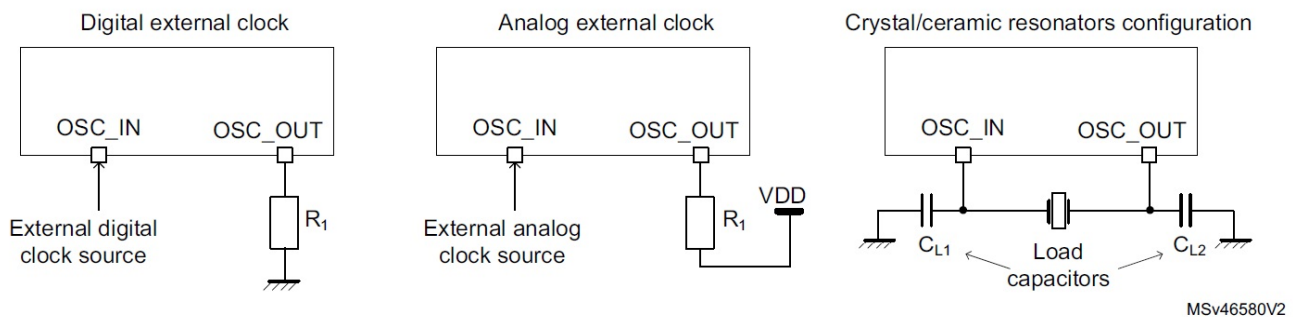 Digital external clock
OSC_IN
OSC_OUT
R1
External digital
clock source
Analog external clock
OSC_IN
OSC_OUT
VDD
R1
External analog
clock source
Crystal/ceramic resonators configuration
OSC_IN
OSC_OUT
CL1
Load
capacitors
CL2
MSv46580V2